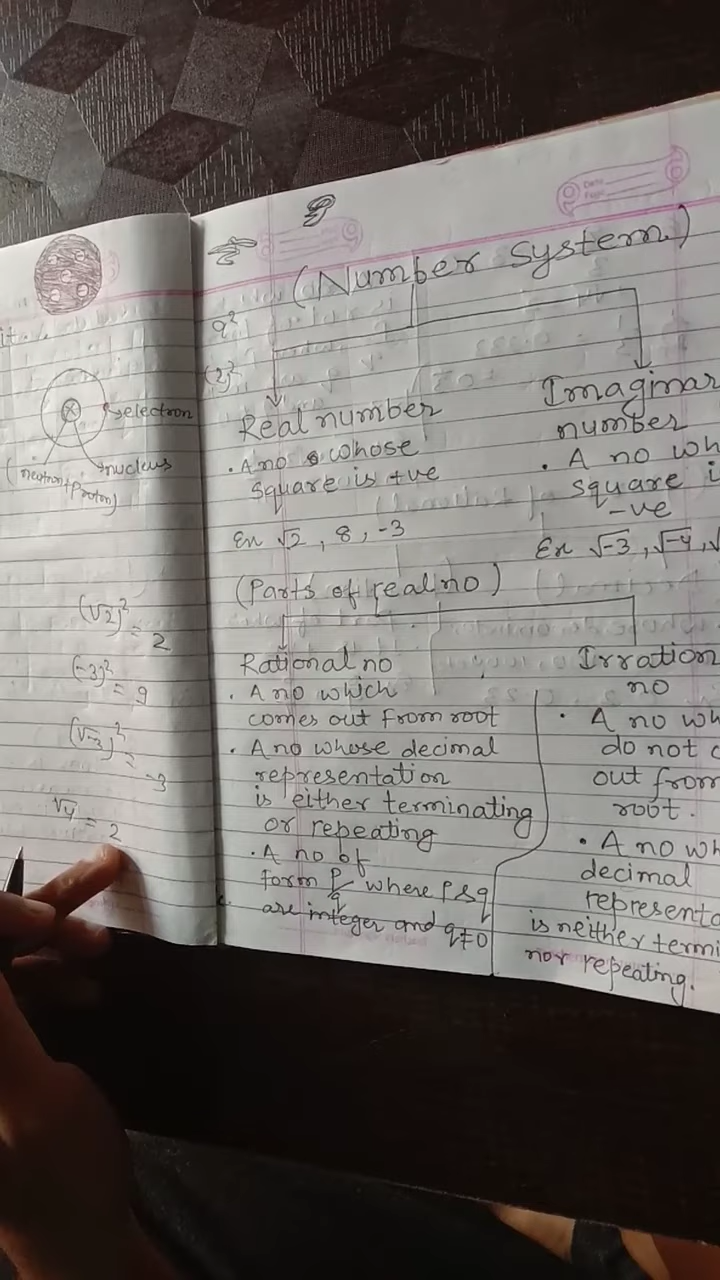 it.
electron
nucleus
(neutron + Proton)
(√2)²
= 2
(-3)²
= 9
(√-3)²
= -3
√4 = 2
(Number System)
(2)²
Real number
. A no whose
square is +ve
Ex √2, 8, -3
Imaginar
number
. A no wh
square i
-ve
Ex √-3, √-4, √
(Parts of real no)
Rational no
. A no which
comes out from root
. A no whose decimal
representation
is either terminating
or repeating
. A no of
form P/q where P & q
are integer and q≠0
Irration
no
. A no wh
do not c
out from
root.
. A no wh
decimal
representa
is neither termi
nor repeating.